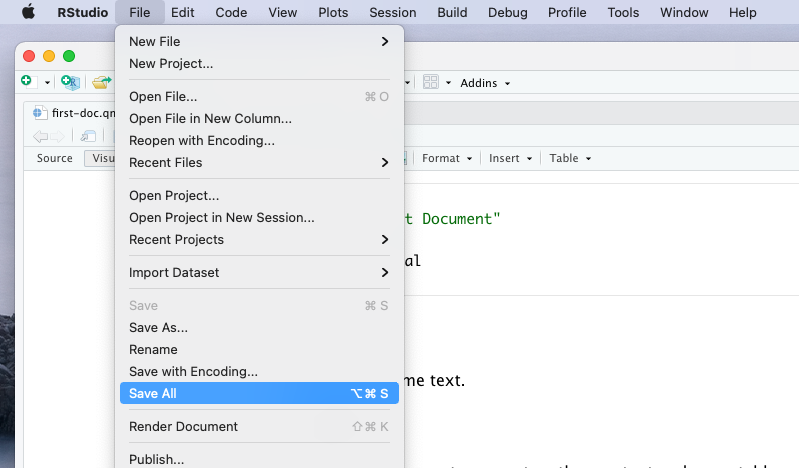 RStudio File Edit Code View Plots Session Build Debug Profile Tools Window Help
New File
New Project...
Addins
Open File... ⌘ O
first-doc.qm
Open File in New Column...
Reopen with Encoding...
Source Visu Format Insert Table
Recent Files
Open Project...
Open Project in New Session...
t Document"
Recent Projects
al
Import Dataset
Save ⌘ S
Save As...
Rename
Save with Encoding...
me text.
Save All ⌥ ⌘ S
Render Document ⇧ ⌘ K
Publish...